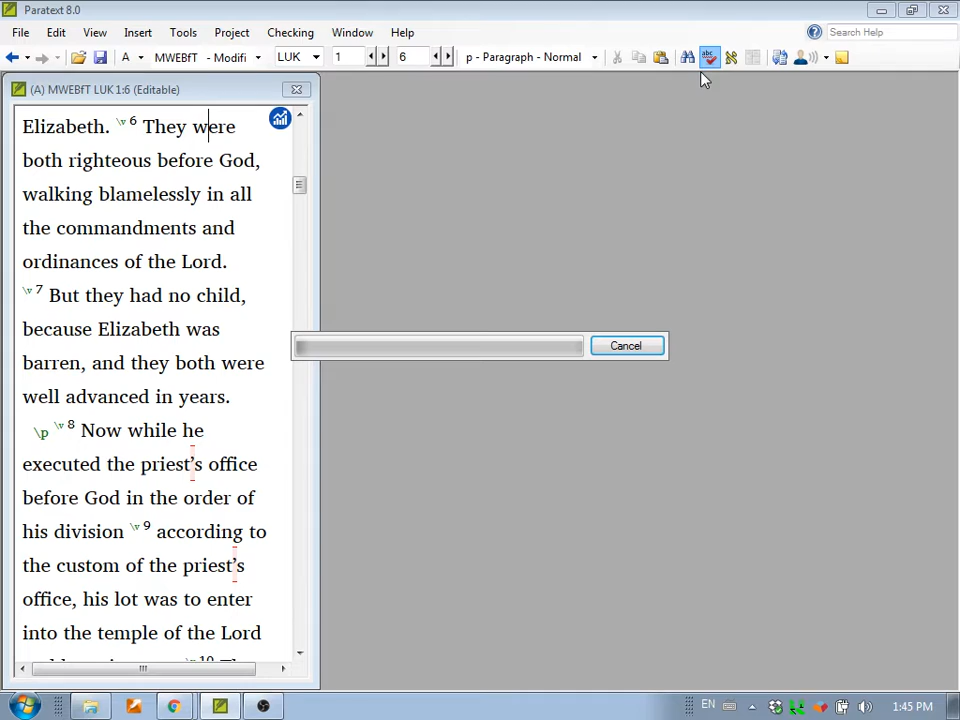 Paratext 8.0
File Edit View Insert Tools Project Checking Window Help Search Help
A MWEBfT - Modifi LUK 1 6 p - Paragraph - Normal abc
(A) MWEBfT LUK 1:6 (Editable)
Elizabeth. \v 6 They were
both righteous before God,
walking blamelessly in all
the commandments and
ordinances of the Lord.
\v 7 But they had no child,
because Elizabeth was
barren, and they both were
well advanced in years.
\p \v 8 Now while he
executed the priest’s office
before God in the order of
his division \v 9 according to
the custom of the priest’s
office, his lot was to enter
into the temple of the Lord
Cancel
EN 1:45 PM